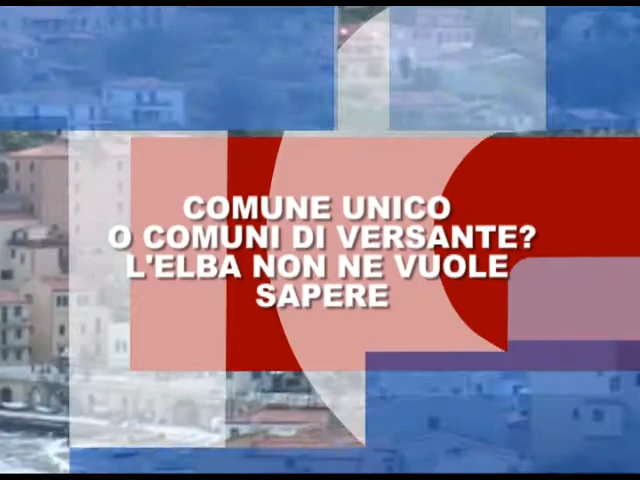 COMUNE UNICO
O COMUNI DI VERSANTE?
L'ELBA NON NE VUOLE
SAPERE